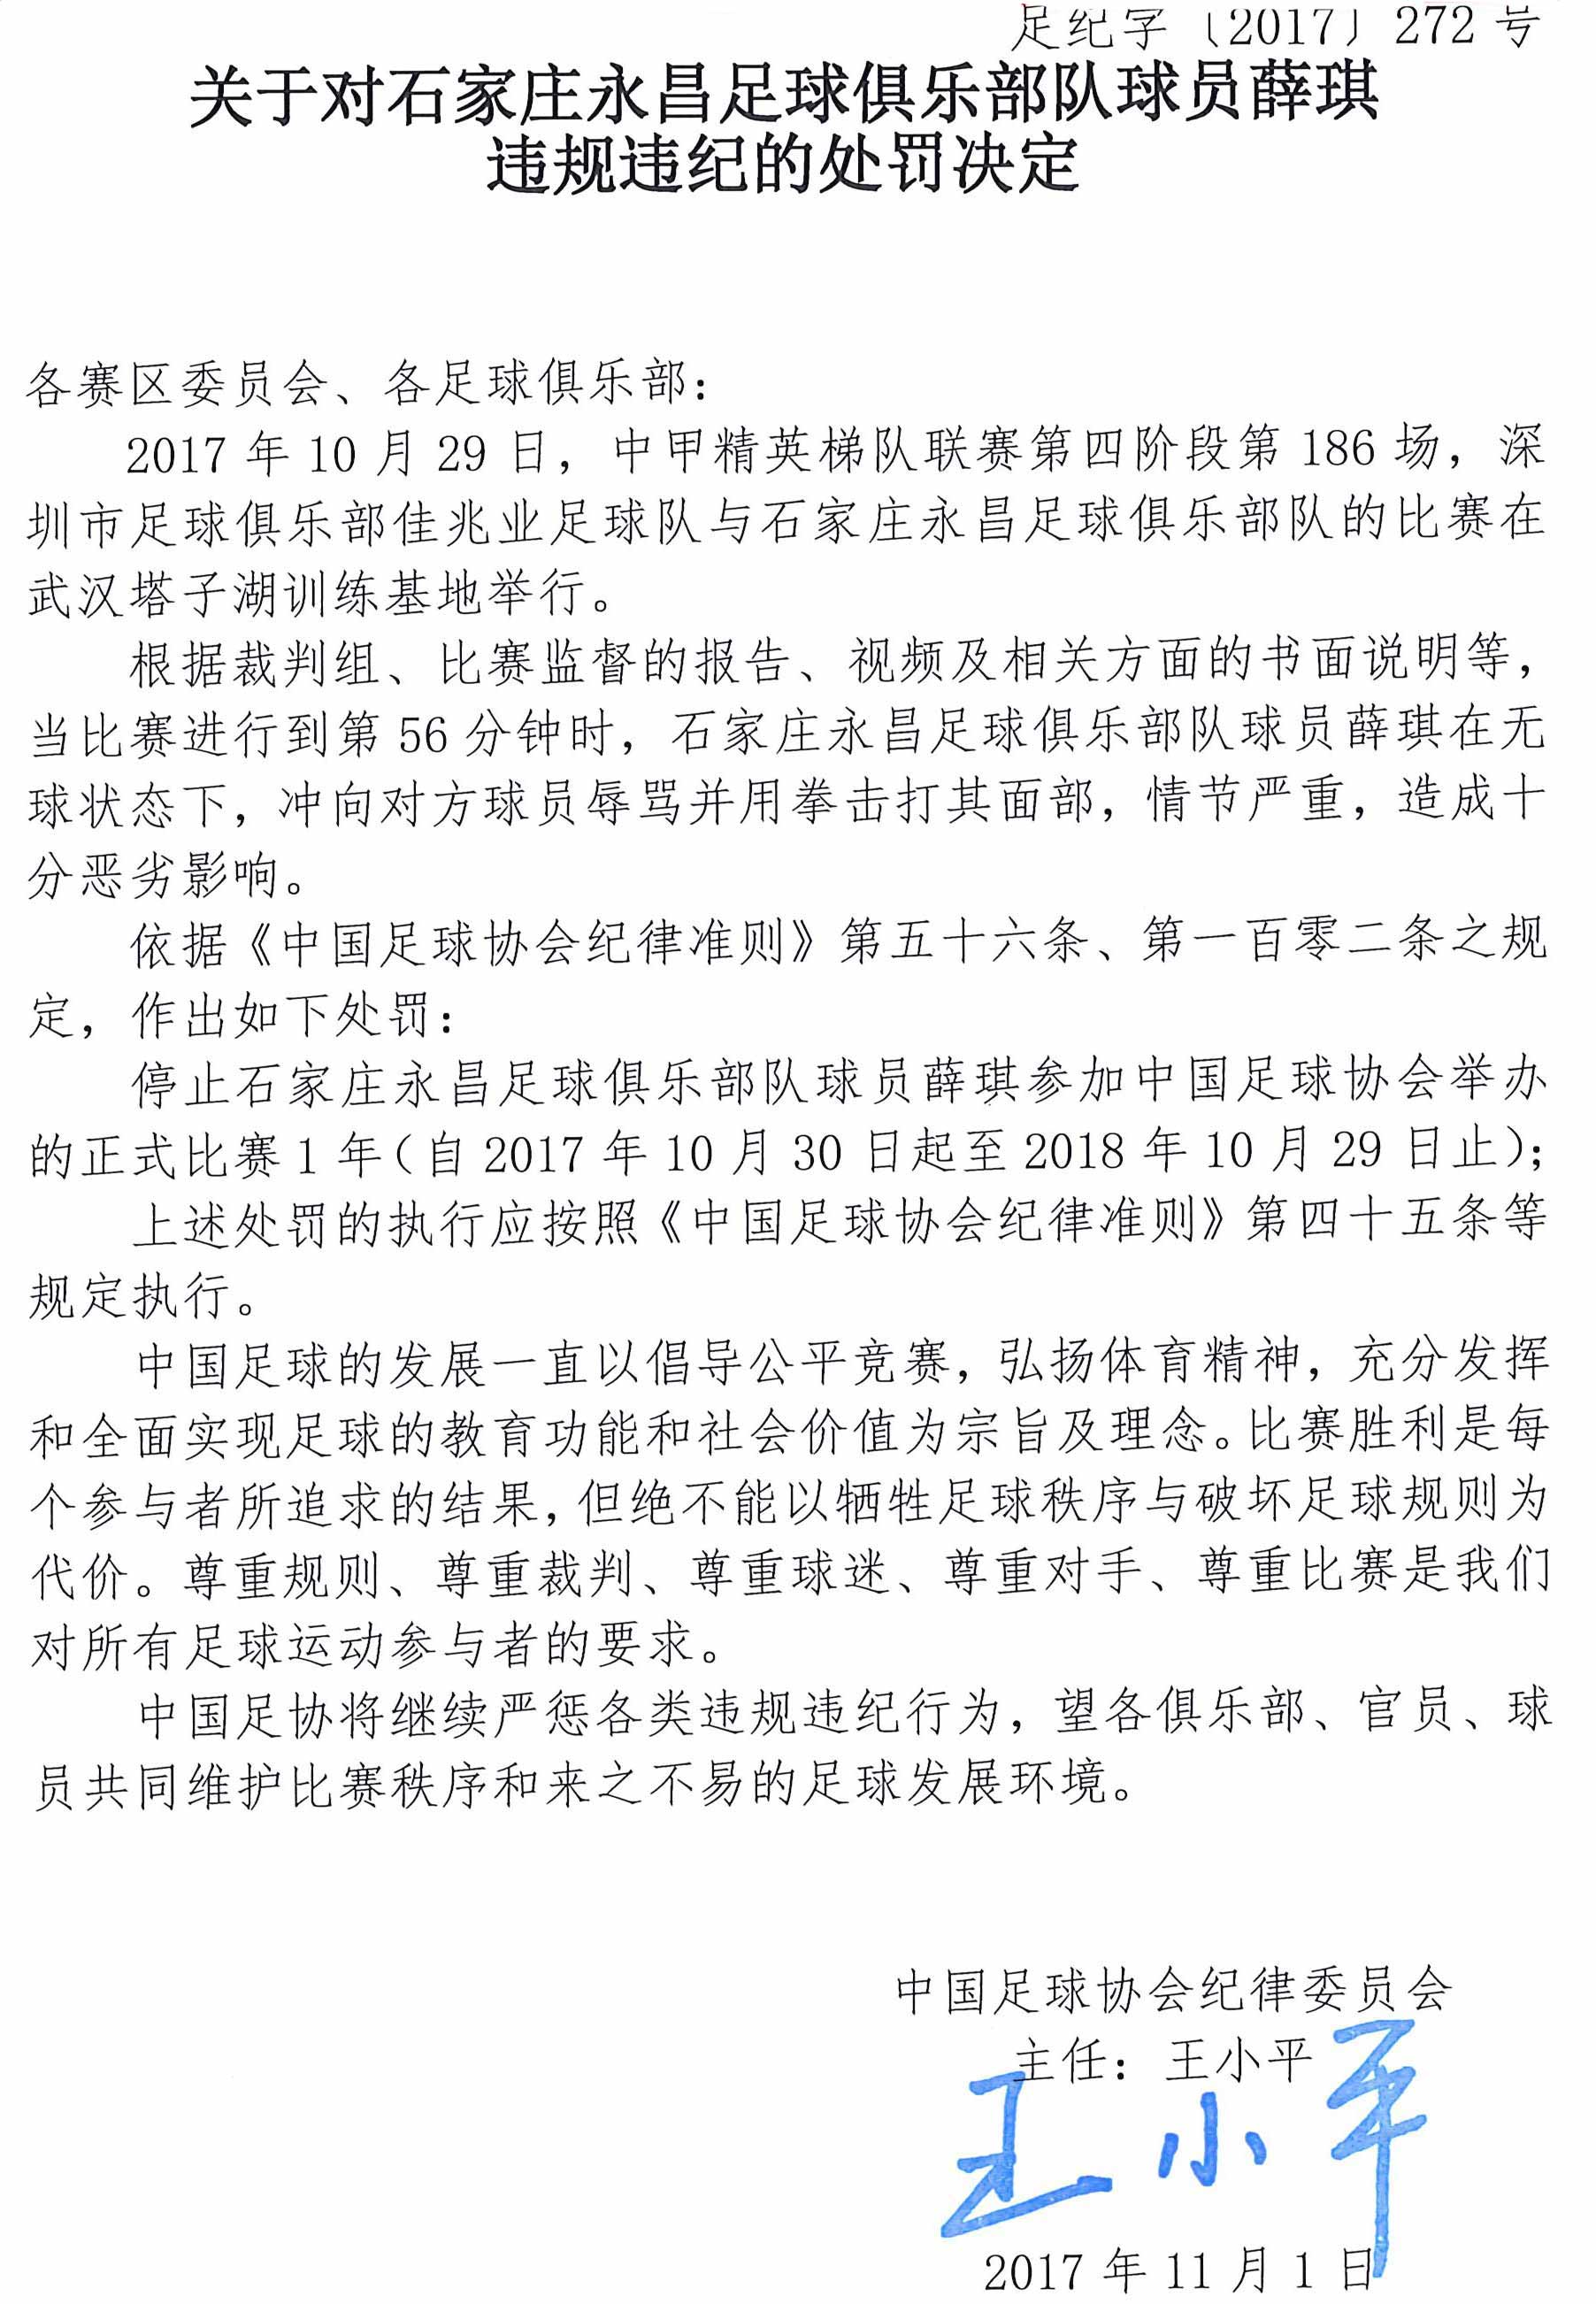 足纪字〔2017〕272 号
关于对石家庄永昌足球俱乐部队球员薛琪
违规违纪的处罚决定
各赛区委员会、各足球俱乐部：
2017 年 10 月 29 日，中甲精英梯队联赛第四阶段第 186 场，深
圳市足球俱乐部佳兆业足球队与石家庄永昌足球俱乐部队的比赛在
武汉塔子湖训练基地举行。
根据裁判组、比赛监督的报告、视频及相关方面的书面说明等，
当比赛进行到第 56 分钟时，石家庄永昌足球俱乐部队球员薛琪在无
球状态下，冲向对方球员辱骂并用拳击打其面部，情节严重，造成十
分恶劣影响。
依据《中国足球协会纪律准则》第五十六条、第一百零二条之规
定，作出如下处罚：
停止石家庄永昌足球俱乐部队球员薛琪参加中国足球协会举办
的正式比赛 1 年（自 2017 年 10 月 30 日起至 2018 年 10 月 29 日止）；
上述处罚的执行应按照《中国足球协会纪律准则》第四十五条等
规定执行。
中国足球的发展一直以倡导公平竞赛，弘扬体育精神，充分发挥
和全面实现足球的教育功能和社会价值为宗旨及理念。比赛胜利是每
个参与者所追求的结果，但绝不能以牺牲足球秩序与破坏足球规则为
代价。尊重规则、尊重裁判、尊重球迷、尊重对手、尊重比赛是我们
对所有足球运动参与者的要求。
中国足协将继续严惩各类违规违纪行为，望各俱乐部、官员、球
员共同维护比赛秩序和来之不易的足球发展环境。
中国足球协会纪律委员会
主任：王小平
王小平
2017 年 11 月 1 日